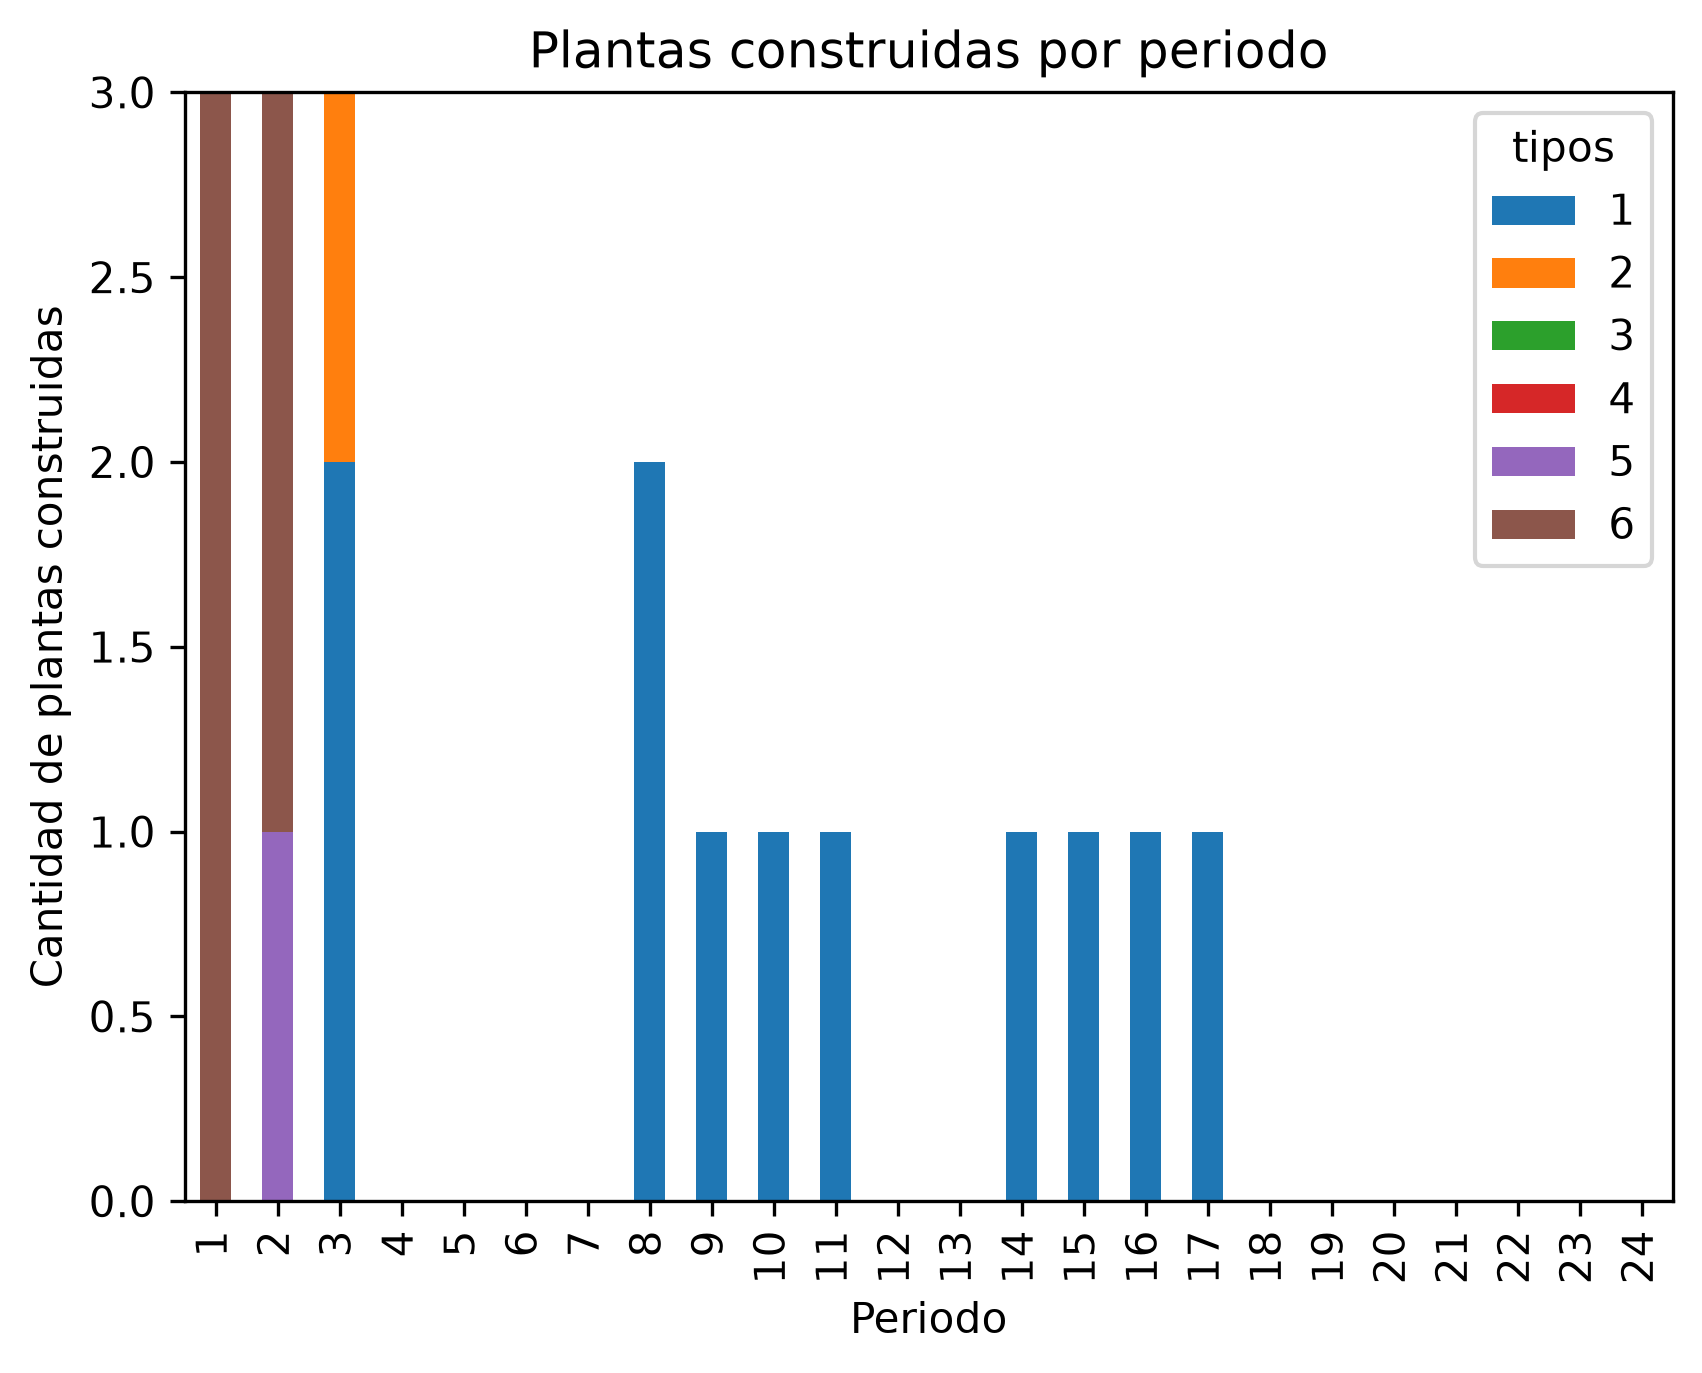 Plantas construidas por periodo
Cantidad de plantas construidas
3.0
2.5
2.0
1.5
1.0
0.5
0.0
tipos
1
2
3
4
5
6
1 2 3 4 5 6 7 8 9 10 11 12 13 14 15 16 17 18 19 20 21 22 23 24
Periodo